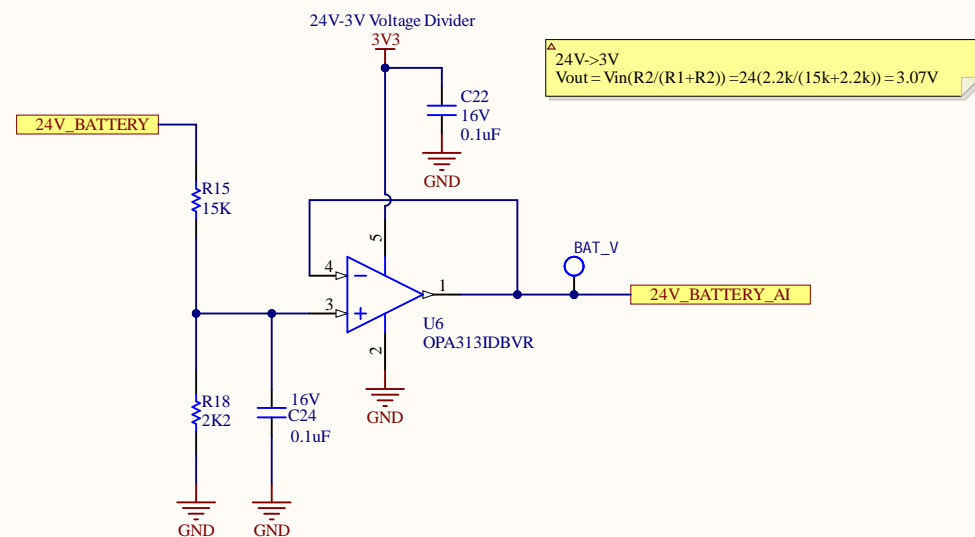 24V-3V Voltage Divider
3V3
24V->3V
Vout = Vin(R2/(R1+R2)) =24(2.2k/(15k+2.2k)) = 3.07V
C22
16V
0.1uF
GND
24V_BATTERY
R15
15K
5
4
3
1
2
BAT_V
24V_BATTERY_AI
U6
OPA313IDBVR
GND
R18
2K2
16V
C24
0.1uF
GND
GND